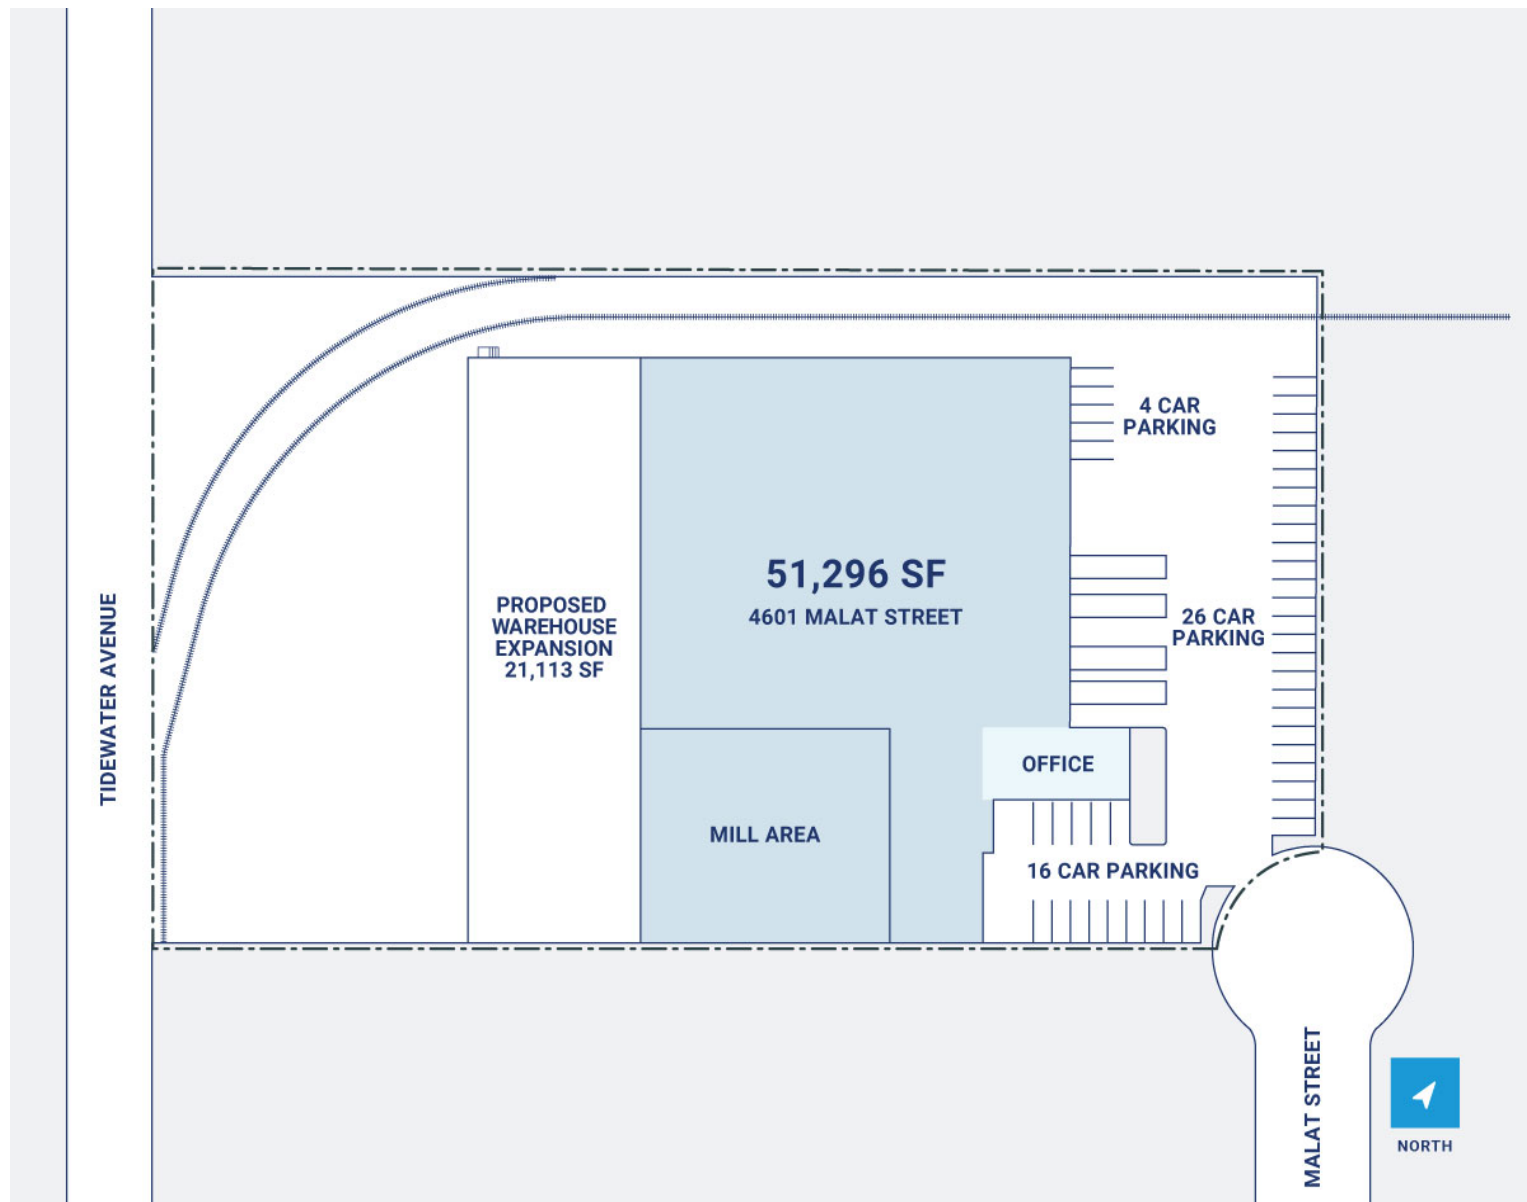 4 CAR
PARKING
51,296 SF
4601 MALAT STREET
PROPOSED
WAREHOUSE
EXPANSION
21,113 SF
26 CAR
PARKING
TIDEWATER AVENUE
OFFICE
MILL AREA
16 CAR PARKING
MALAT STREET
NORTH